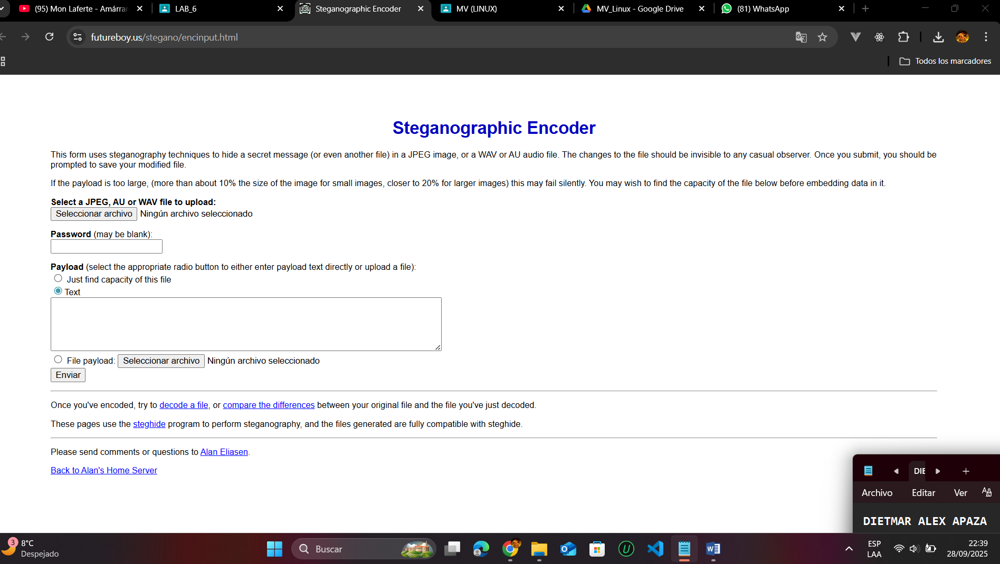 (95) Mon Laferte - Amárrar
LAB_6
Steganographic Encoder
MV (LINUX)
MV_Linux - Google Drive
(81) WhatsApp
futureboy.us/stegano/encinput.html
Todos los marcadores
Steganographic Encoder
This form uses steganography techniques to hide a secret message (or even another file) in a JPEG image, or a WAV or AU audio file. The changes to the file should be invisible to any casual observer. Once you submit, you should be
prompted to save your modified file.
If the payload is too large, (more than about 10% the size of the image for small images, closer to 20% for larger images) this may fail silently. You may wish to find the capacity of the file below before embedding data in it.
Select a JPEG, AU or WAV file to upload:
Seleccionar archivo Ningún archivo seleccionado
Password (may be blank):
Payload (select the appropriate radio button to either enter payload text directly or upload a file):
Just find capacity of this file
Text
File payload: Seleccionar archivo Ningún archivo seleccionado
Enviar
Once you've encoded, try to decode a file, or compare the differences between your original file and the file you've just decoded.
These pages use the steghide program to perform steganography, and the files generated are fully compatible with steghide.
Please send comments or questions to Alan Eliasen.
Back to Alan's Home Server
DIE
Archivo Editar Ver
DIETMAR ALEX APAZA
3
8°C
Despejado
Buscar
ESP
LAA
22:39
28/09/2025